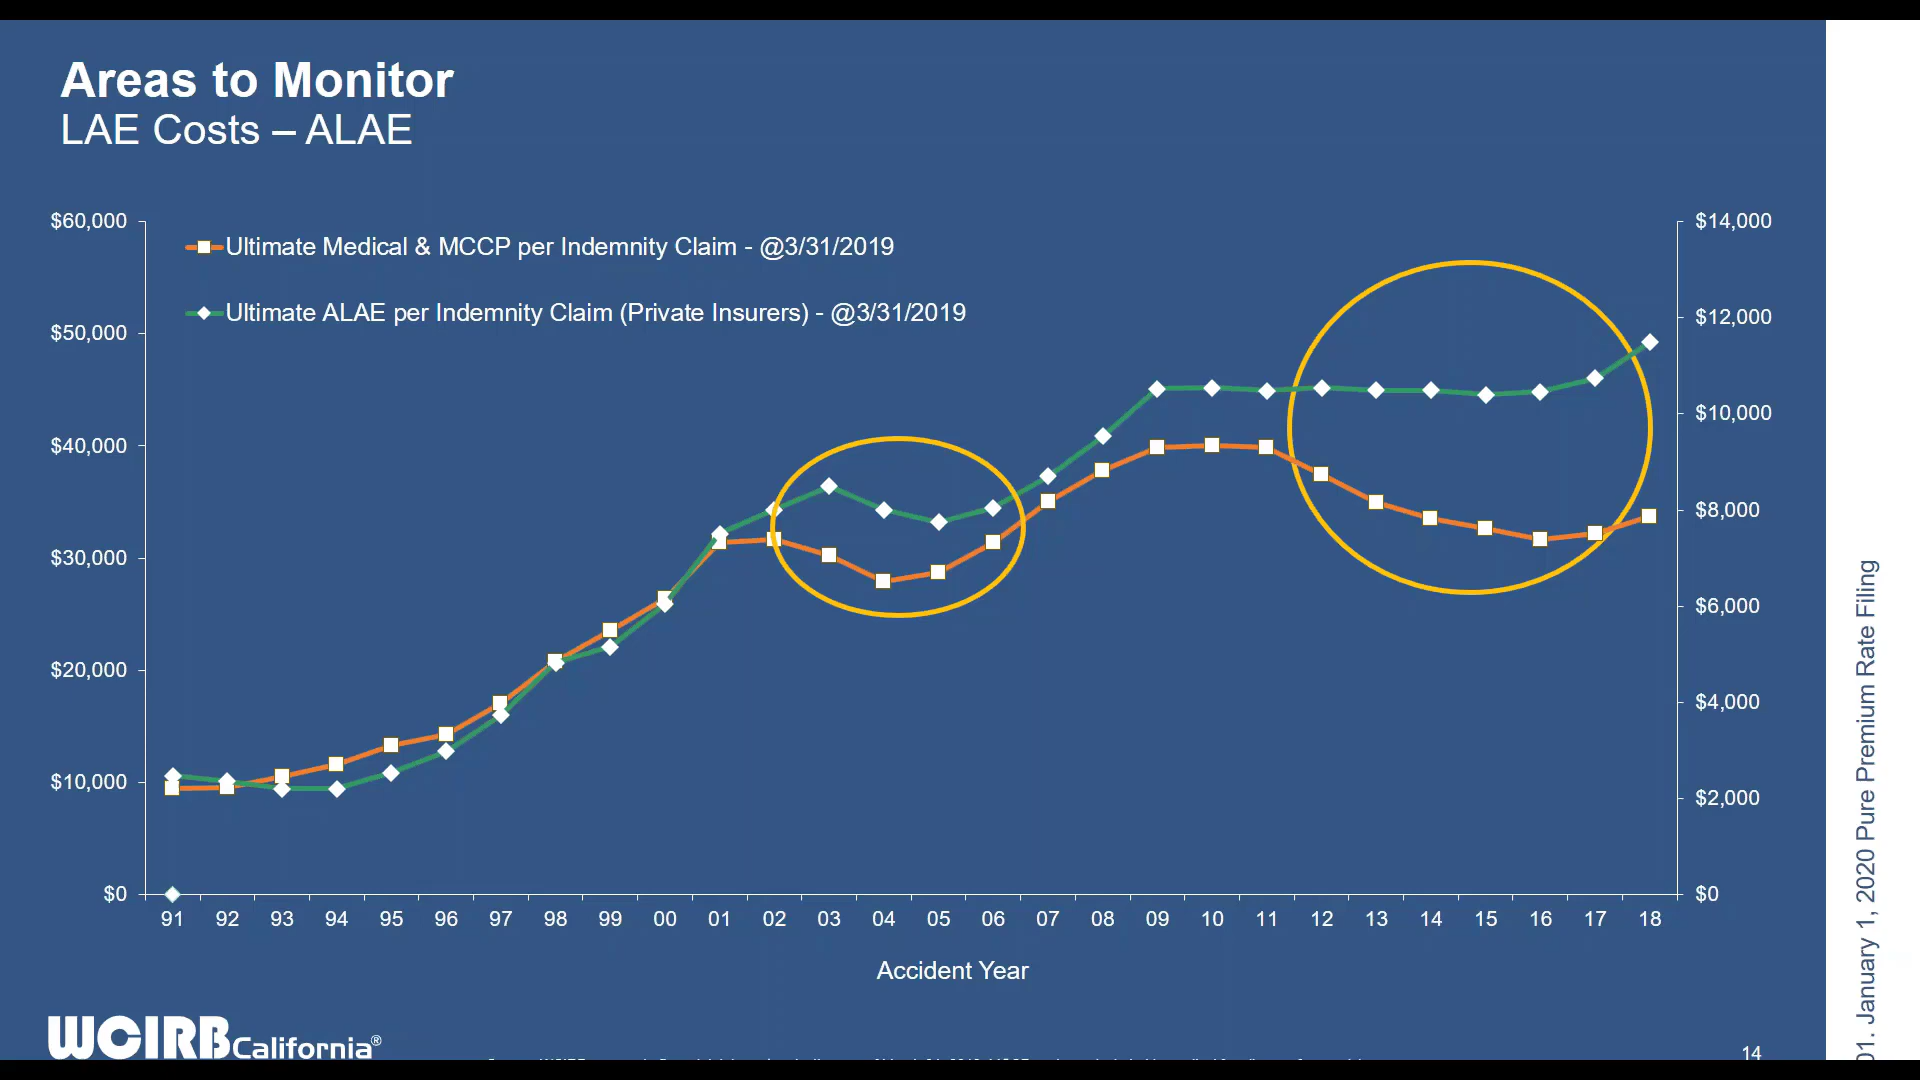 Areas to Monitor
LAE Costs – ALAE
Ultimate Medical & MCCP per Indemnity Claim - @3/31/2019
Ultimate ALAE per Indemnity Claim (Private Insurers) - @3/31/2019
$60,000
$50,000
$40,000
$30,000
$20,000
$10,000
$0
$14,000
$12,000
$10,000
$8,000
$6,000
$4,000
$2,000
$0
91 92 93 94 95 96 97 98 99 00 01 02 03 04 05 06 07 08 09 10 11 12 13 14 15 16 17 18
Accident Year
WCIRB California®
14
01. January 1, 2020 Pure Premium Rate Filing